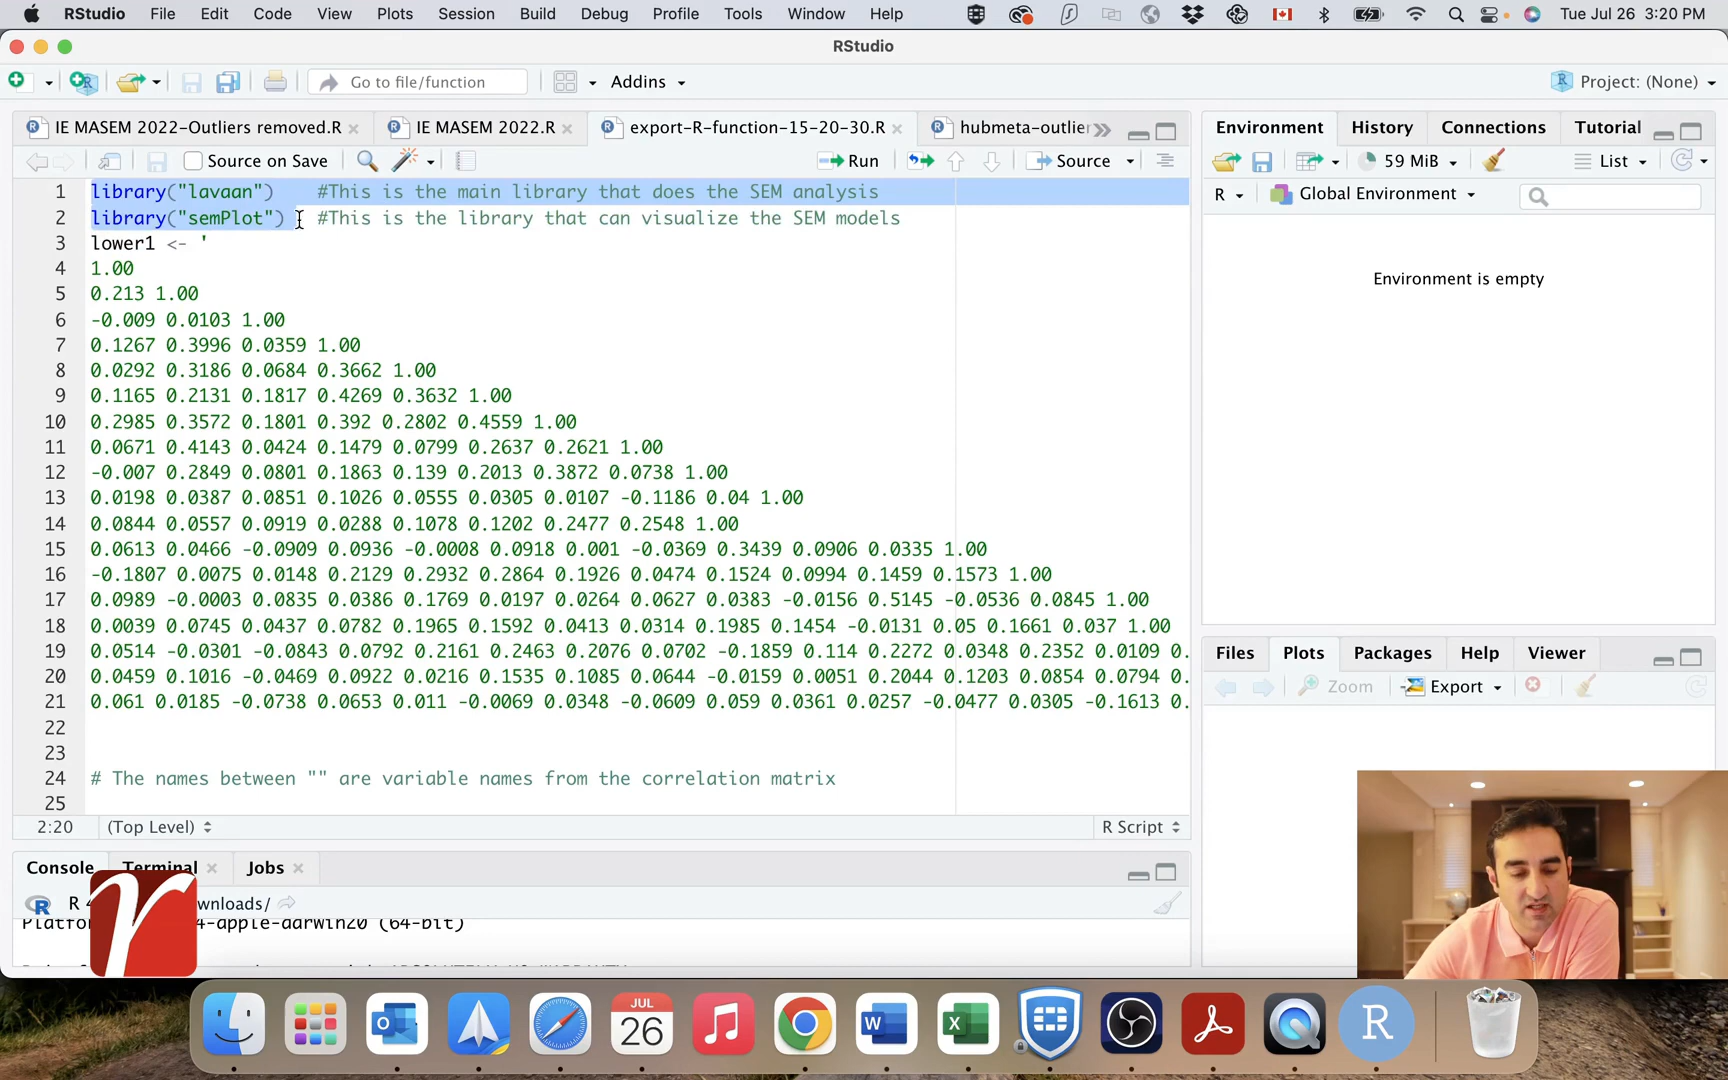 RStudio File Edit Code View Plots Session Build Debug Profile Tools Window Help Tue Jul 26 3:20 PM
RStudio
Go to file/function Addins Project: (None)
IE MASEM 2022-Outliers removed.R IE MASEM 2022.R export-R-function-15-20-30.R hubmeta-outlier
Source on Save Run Source
1 library("lavaan") #This is the main library that does the SEM analysis
2 library("semPlot") #This is the library that can visualize the SEM models
3 lower1 <- '
4 1.00
5 0.213 1.00
6 -0.009 0.0103 1.00
7 0.1267 0.3996 0.0359 1.00
8 0.0292 0.3186 0.0684 0.3662 1.00
9 0.1165 0.2131 0.1817 0.4269 0.3632 1.00
10 0.2985 0.3572 0.1801 0.392 0.2802 0.4559 1.00
11 0.0671 0.4143 0.0424 0.1479 0.0799 0.2637 0.2621 1.00
12 -0.007 0.2849 0.0801 0.1863 0.139 0.2013 0.3872 0.0738 1.00
13 0.0198 0.0387 0.0851 0.1026 0.0555 0.0305 0.0107 -0.1186 0.04 1.00
14 0.0844 0.0557 0.0919 0.0288 0.1078 0.1202 0.2477 0.2548 1.00
15 0.0613 0.0466 -0.0909 0.0936 -0.0008 0.0918 0.001 -0.0369 0.3439 0.0906 0.0335 1.00
16 -0.1807 0.0075 0.0148 0.2129 0.2932 0.2864 0.1926 0.0474 0.1524 0.0994 0.1459 0.1573 1.00
17 0.0989 -0.0003 0.0835 0.0386 0.1769 0.0197 0.0264 0.0627 0.0383 -0.0156 0.5145 -0.0536 0.0845 1.00
18 0.0039 0.0745 0.0437 0.0782 0.1965 0.1592 0.0413 0.0314 0.1985 0.1454 -0.0131 0.05 0.1661 0.037 1.00
19 0.0514 -0.0301 -0.0843 0.0792 0.2161 0.2463 0.2076 0.0702 -0.1859 0.114 0.2272 0.0348 0.2352 0.0109 0.
20 0.0459 0.1016 -0.0469 0.0922 0.0216 0.1535 0.1085 0.0644 -0.0159 0.0051 0.2044 0.1203 0.0854 0.0794 0.
21 0.061 0.0185 -0.0738 0.0653 0.011 -0.0069 0.0348 -0.0609 0.059 0.0361 0.0257 -0.0477 0.0305 -0.1613 0.
22
23
24 # The names between "" are variable names from the correlation matrix
25
2:20 (Top Level) R Script
Console Terminal Jobs
R 4 wnloads/
Platfo 4-apple-darwin20 (64-bit)
Environment History Connections Tutorial
59 MiB List
R Global Environment
Environment is empty
Files Plots Packages Help Viewer
Zoom Export
JUL
26